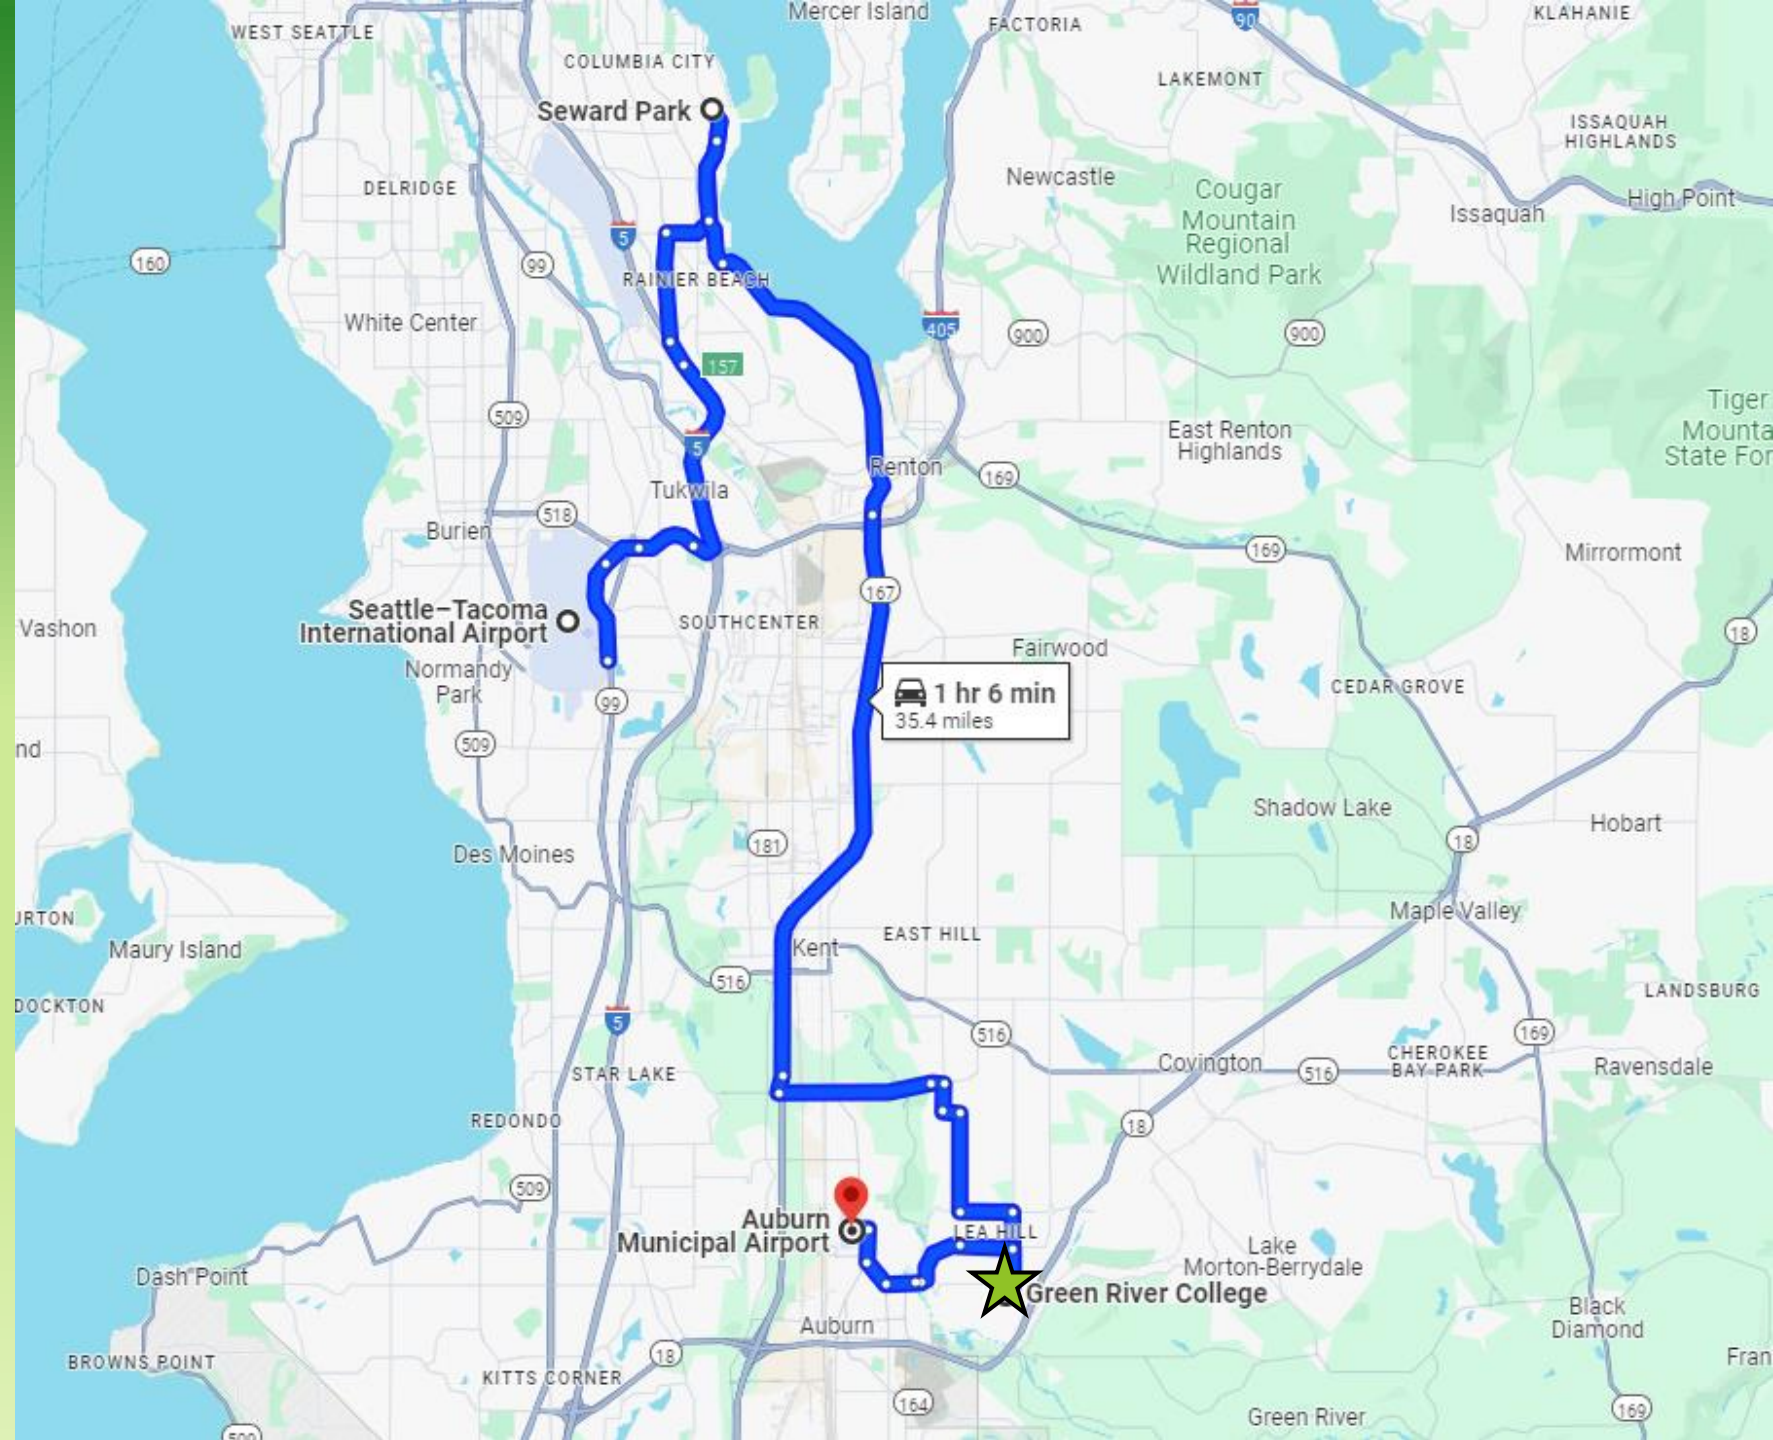 Mercer Island
KLAHANIE
WEST SEATTLE
FACTORIA
90
COLUMBIA CITY
LAKEMONT
Seward Park
ISSAQUAH
HIGHLANDS
Newcastle
DELRIDGE
Cougar
Mountain
Regional
Wildland Park
High Point
Issaquah
5
160
99
RAINIER BEACH
White Center
405
900
900
157
Tiger
Mounta
State For
509
East Renton
Highlands
5
Renton
169
Tukwila
518
Burien
169
Mirrormont
167
Seattle–Tacoma
International Airport
SOUTHCENTER
Vashon
18
Fairwood
Normandy
Park
CEDAR GROVE
1 hr 6 min
35.4 miles
99
509
nd
Shadow Lake
Hobart
181
18
Des Moines
Maple Valley
URTON
EAST HILL
Maury Island
Kent
516
LANDSBURG
DOCKTON
5
516
169
CHEROKEE
BAY PARK
Covington
516
Ravensdale
STAR LAKE
REDONDO
18
509
Auburn
Municipal Airport
LEA HILL
Lake
Morton-Berrydale
Dash Point
Green River College
Black
Diamond
Auburn
BROWNS POINT
18
Fran
KITTS CORNER
164
169
Green River
509